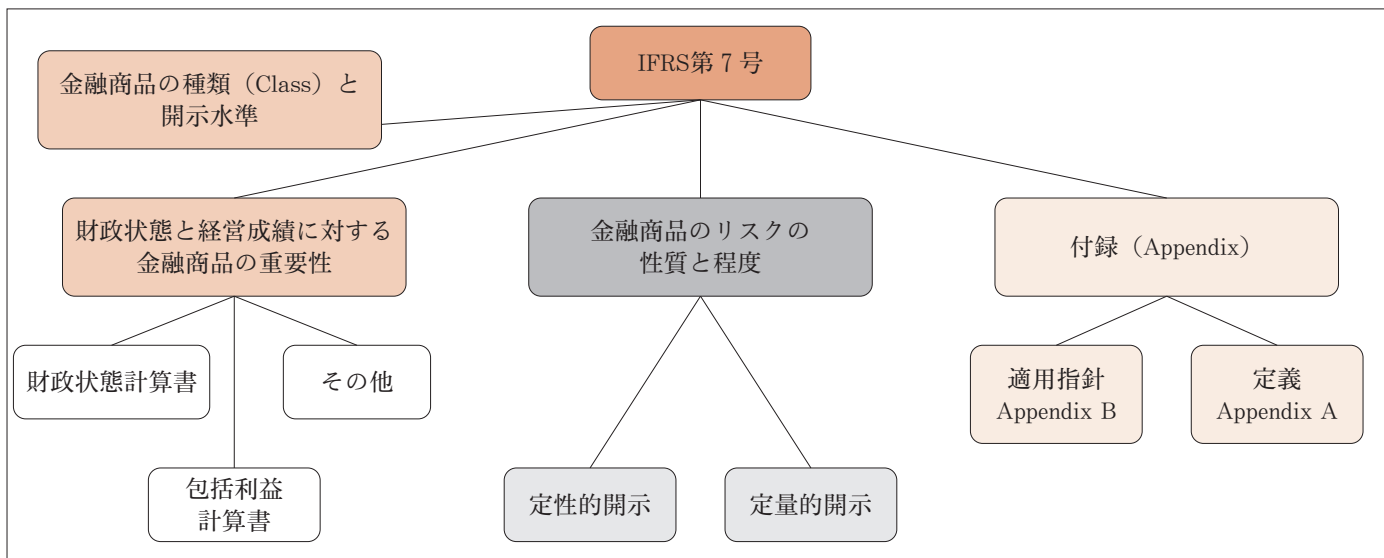 IFRS第７号
金融商品の種類（Class）と
開示水準
財政状態と経営成績に対する
金融商品の重要性
金融商品のリスクの
性質と程度
付録（Appendix）
財政状態計算書
その他
適用指針
Appendix B
定義
Appendix A
包括利益
計算書
定性的開示
定量的開示